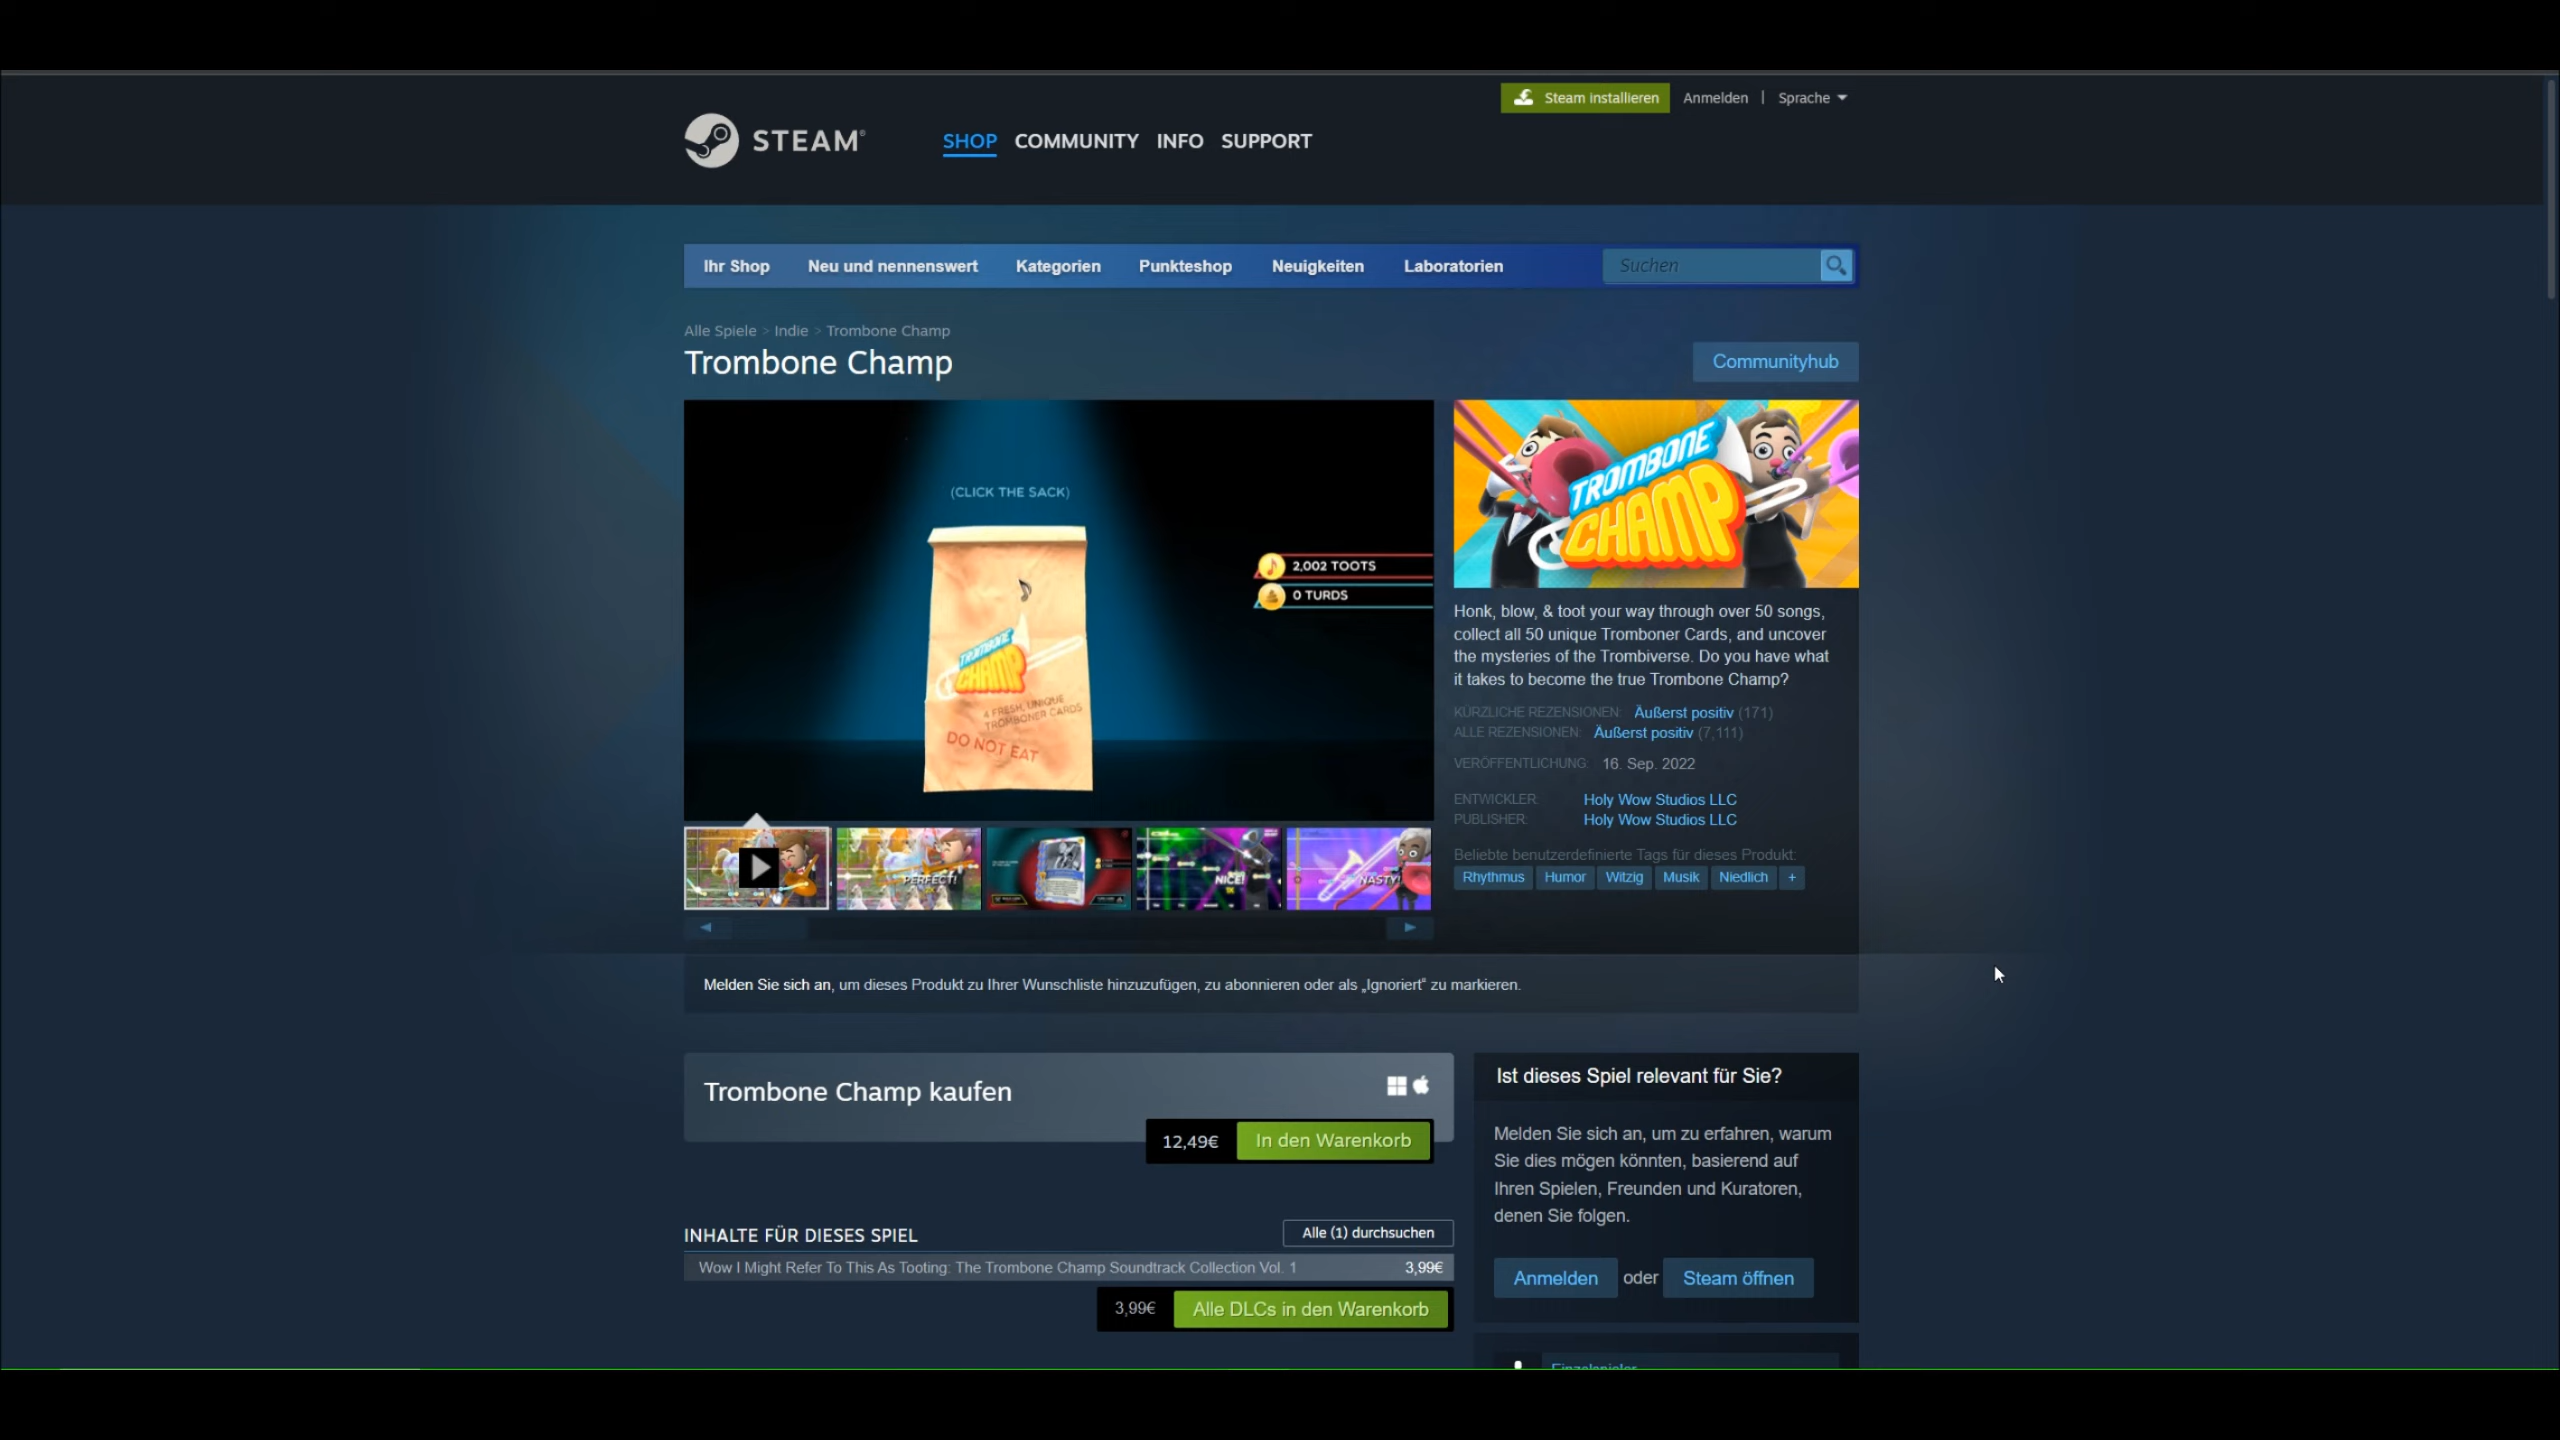 Steam installieren Anmelden | Sprache
STEAM® SHOP COMMUNITY INFO SUPPORT
Ihr Shop Neu und nennenswert Kategorien Punkteshop Neuigkeiten Laboratorien Suchen
Alle Spiele > Indie > Trombone Champ
Trombone Champ
Communityhub
(CLICK THE SACK)
2,002 TOOTS
0 TURDS
TROMBONE
CHAMP
4 FRESH, UNIQUE
TROMBONER CARDS
DO NOT EAT
PERFECT!
NICE!
NASTY!
TROMBONE
CHAMP
Honk, blow, & toot your way through over 50 songs,
collect all 50 unique Tromboner Cards, and uncover
the mysteries of the Trombiverse. Do you have what
it takes to become the true Trombone Champ?
KÜRZLICHE REZENSIONEN: Äußerst positiv (171)
ALLE REZENSIONEN: Äußerst positiv (7,111)
VERÖFFENTLICHUNG: 16. Sep. 2022
ENTWICKLER: Holy Wow Studios LLC
PUBLISHER: Holy Wow Studios LLC
Beliebte benutzerdefinierte Tags für dieses Produkt:
Rhythmus Humor Witzig Musik Niedlich +
Melden Sie sich an, um dieses Produkt zu Ihrer Wunschliste hinzuzufügen, zu abonnieren oder als „Ignoriert“ zu markieren.
Trombone Champ kaufen
12,49€ In den Warenkorb
INHALTE FÜR DIESES SPIEL Alle (1) durchsuchen
Wow I Might Refer To This As Tooting: The Trombone Champ Soundtrack Collection Vol. 1 3,99€
3,99€ Alle DLCs in den Warenkorb
Ist dieses Spiel relevant für Sie?
Melden Sie sich an, um zu erfahren, warum
Sie dies mögen könnten, basierend auf
Ihren Spielen, Freunden und Kuratoren,
denen Sie folgen.
Anmelden oder Steam öffnen
Einzelspieler